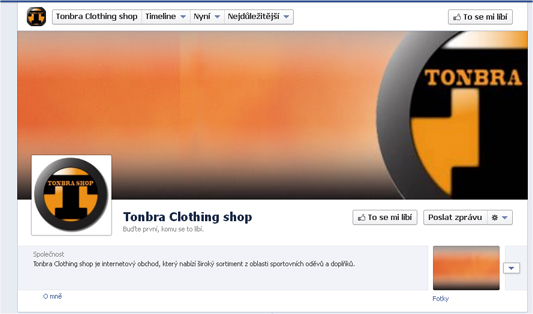 Tonbra Clothing shop Timeline Nyní Nejdůležitější To se mi líbí
TONBRA
TONBRA SHOP
Tonbra Clothing shop
To se mi líbí Poslat zprávu
Buďte první, komu se to líbí.
Společnost
Tonbra Clothing shop je internetový obchod, který nabízí široký sortiment z oblasti sportovních oděvů a doplňků.
O mně
Fotky